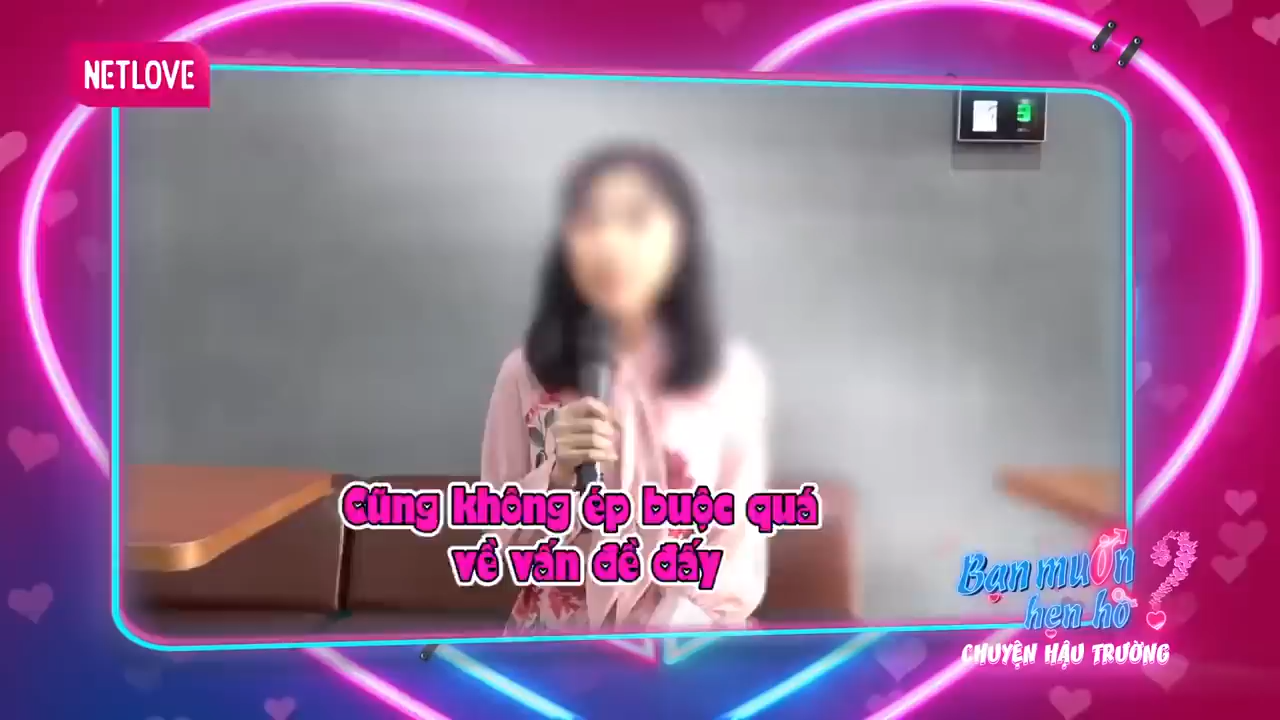 NETLOVE
Cũng không ép buộc quá
về vấn đề đấy
Bạn muốn
hẹn hò ?
CHUYỆN HẬU TRƯỜNG